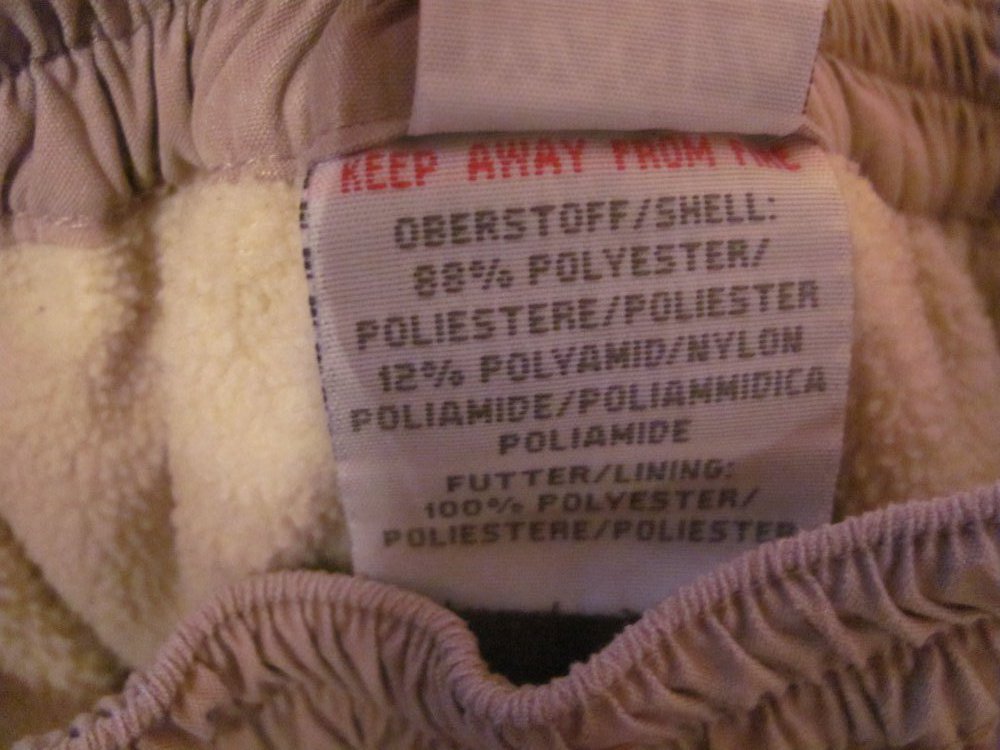 KEEP AWAY FROM FIRE
OBERSTOFF/SHELL:
88% POLYESTER/
POLIESTERE/POLIESTER
12% POLYAMID/NYLON
POLIAMIDE/POLIAMMIDICA
POLIAMIDE
FUTTER/LINING:
100% POLYESTER/
POLIESTERE/POLIESTER